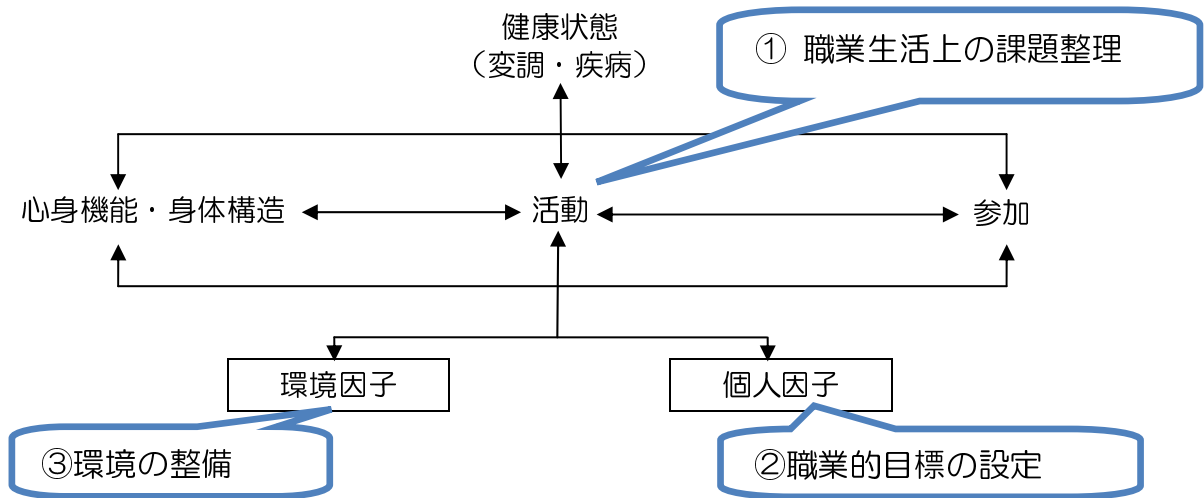 健康状態
（変調・疾病）
① 職業生活上の課題整理
心身機能・身体構造
活動
参加
環境因子
個人因子
③環境の整備
②職業的目標の設定